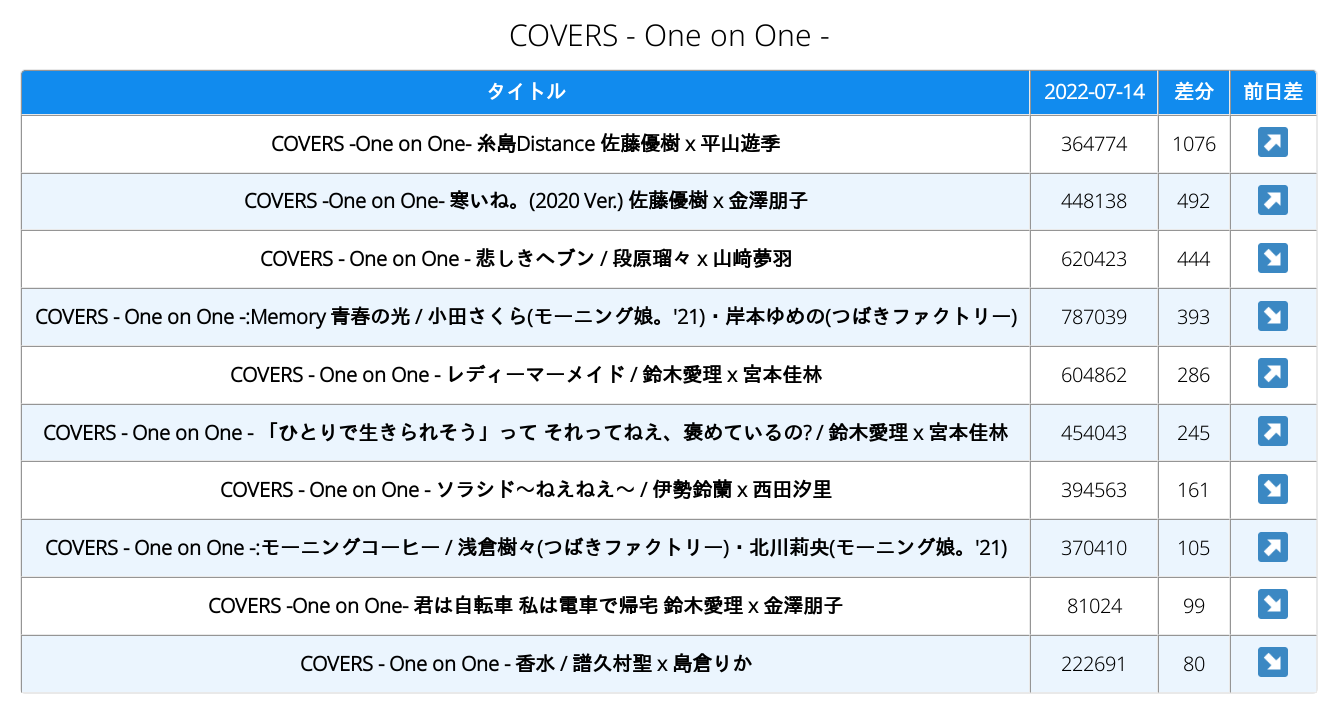 COVERS - One on One -
タイトル 2022-07-14 差分 前日差
COVERS -One on One- 糸島Distance 佐藤優樹 x 平山遊季 364774 1076
COVERS -One on One- 寒いね。(2020 Ver.) 佐藤優樹 x 金澤朋子 448138 492
COVERS - One on One - 悲しきヘブン / 段原瑠々 x 山﨑夢羽 620423 444
COVERS - One on One -:Memory 青春の光 / 小田さくら(モーニング娘。'21)・岸本ゆめの(つばきファクトリー) 787039 393
COVERS - One on One - レディーマーメイド / 鈴木愛理 x 宮本佳林 604862 286
COVERS - One on One - 「ひとりで生きられそう」って それってねえ、褒めているの? / 鈴木愛理 x 宮本佳林 454043 245
COVERS - One on One - ソラシド～ねえねえ～ / 伊勢鈴蘭 x 西田汐里 394563 161
COVERS - One on One -:モーニングコーヒー / 浅倉樹々(つばきファクトリー)・北川莉央(モーニング娘。'21) 370410 105
COVERS -One on One- 君は自転車 私は電車で帰宅 鈴木愛理 x 金澤朋子 81024 99
COVERS - One on One - 香水 / 譜久村聖 x 島倉りか 222691 80